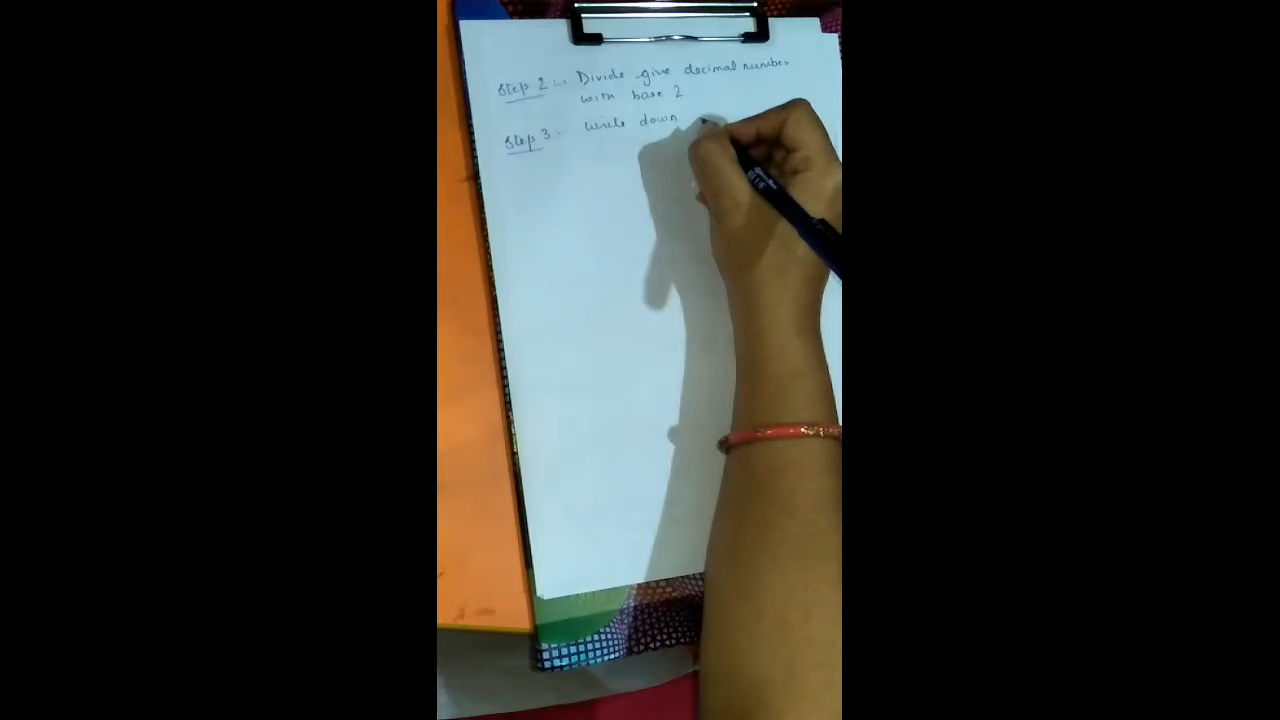 Step 2:- Divide give decimal number
with base 2
Step 3:- Write down